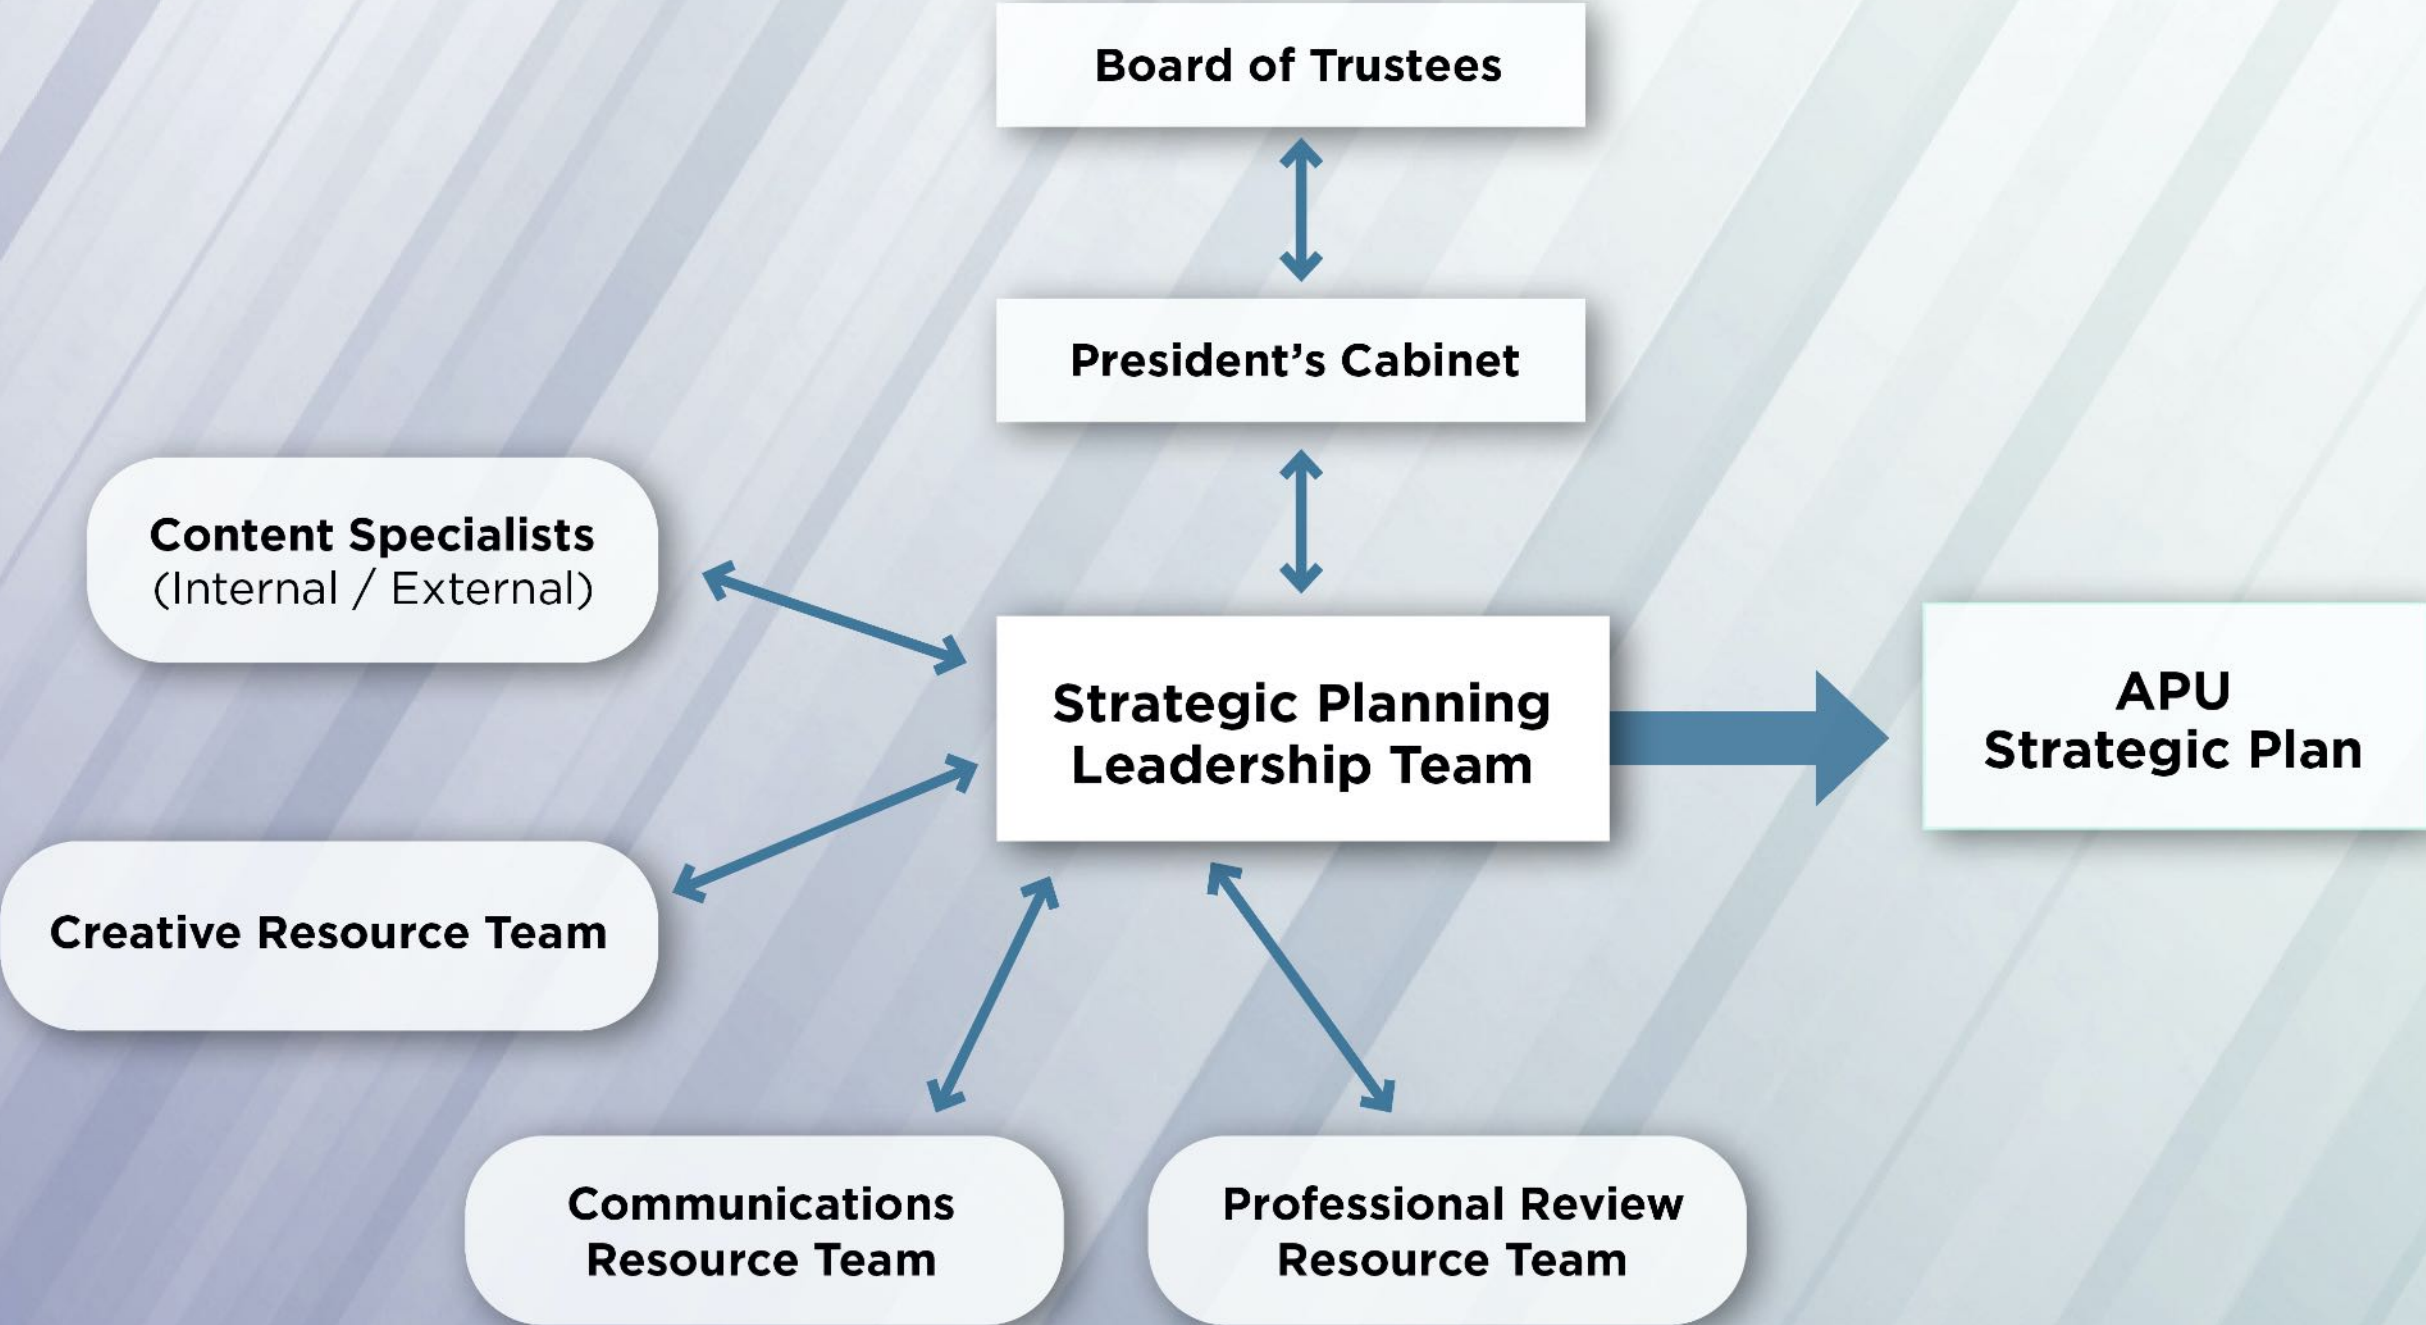 Board of Trustees
President’s Cabinet
Content Specialists
(Internal / External)
Strategic Planning
Leadership Team
APU
Strategic Plan
Creative Resource Team
Communications
Resource Team
Professional Review
Resource Team